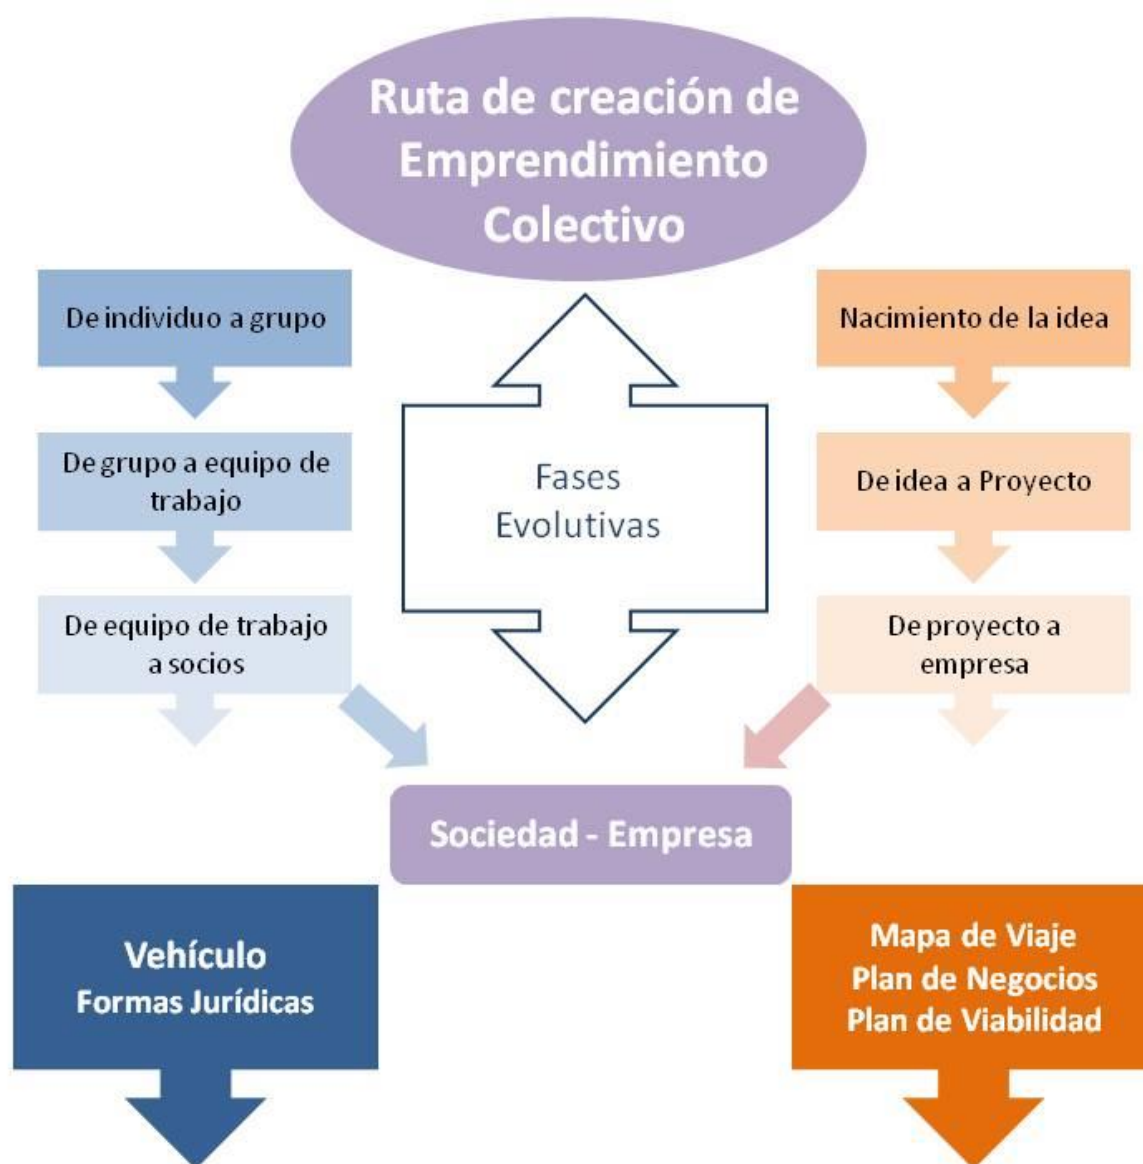 Ruta de creación de
Emprendimiento
Colectivo
De individuo a grupo
De grupo a equipo de
trabajo
De equipo de trabajo
a socios
Fases
Evolutivas
Nacimiento de la idea
De idea a Proyecto
De proyecto a
empresa
Sociedad - Empresa
Vehículo
Formas Jurídicas
Mapa de Viaje
Plan de Negocios
Plan de Viabilidad